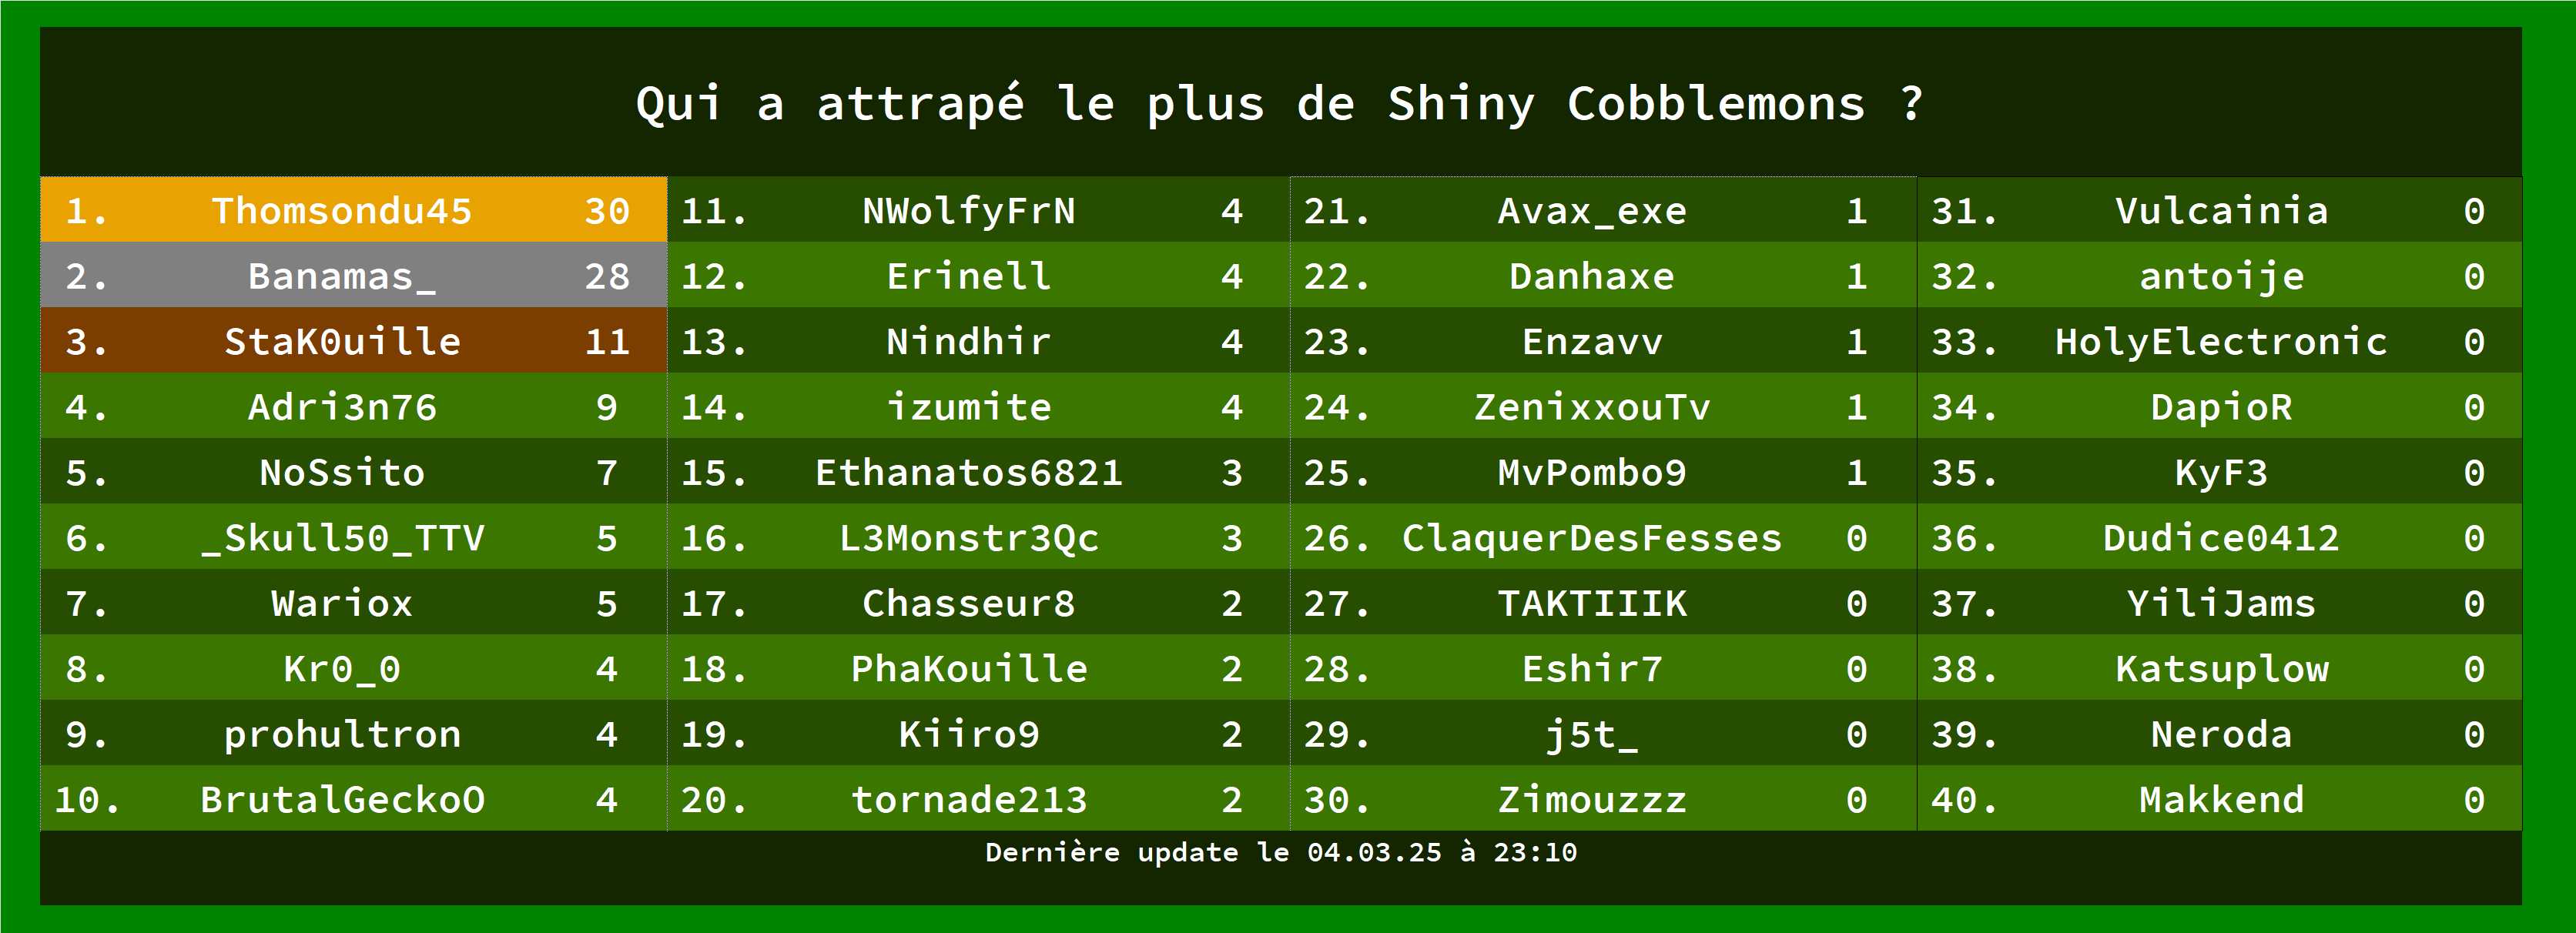 Qui a attrapé le plus de Shiny Cobblemons ?
1. Thomsondu45 30
2. Banamas_ 28
3. StaK0uille 11
4. Adri3n76 9
5. NoSsito 7
6. _Skull50_TTV 5
7. Wariox 5
8. Kr0_0 4
9. prohultron 4
10. BrutalGeckoO 4
11. NWolfyFrN 4
12. Erinell 4
13. Nindhir 4
14. izumite 4
15. Ethanatos6821 3
16. L3Monstr3Qc 3
17. Chasseur8 2
18. PhaKouille 2
19. Kiiro9 2
20. tornade213 2
21. Avax_exe 1
22. Danhaxe 1
23. Enzavv 1
24. ZenixxouTv 1
25. MvPombo9 1
26. ClaquerDesFesses 0
27. TAKTIIIK 0
28. Eshir7 0
29. j5t_ 0
30. Zimouzzz 0
31. Vulcainia 0
32. antoije 0
33. HolyElectronic 0
34. DapioR 0
35. KyF3 0
36. Dudice0412 0
37. YiliJams 0
38. Katsuplow 0
39. Neroda 0
40. Makkend 0
Dernière update le 04.03.25 à 23:10